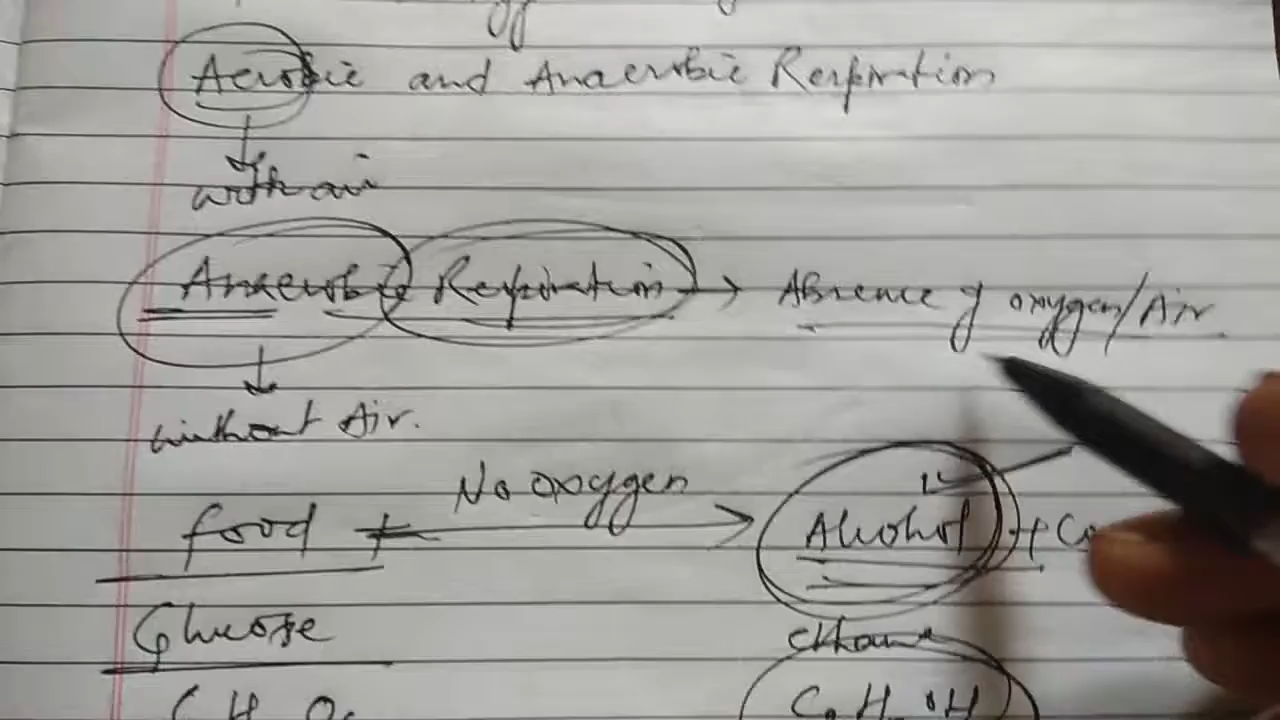 Aerobic and Anaerobic Respiration
with air
Anaerobic Respiration → Absence of oxygen/Air
without Air.
No oxygen
food + → Alcohol + Co
Glucose
C₂H₅OH